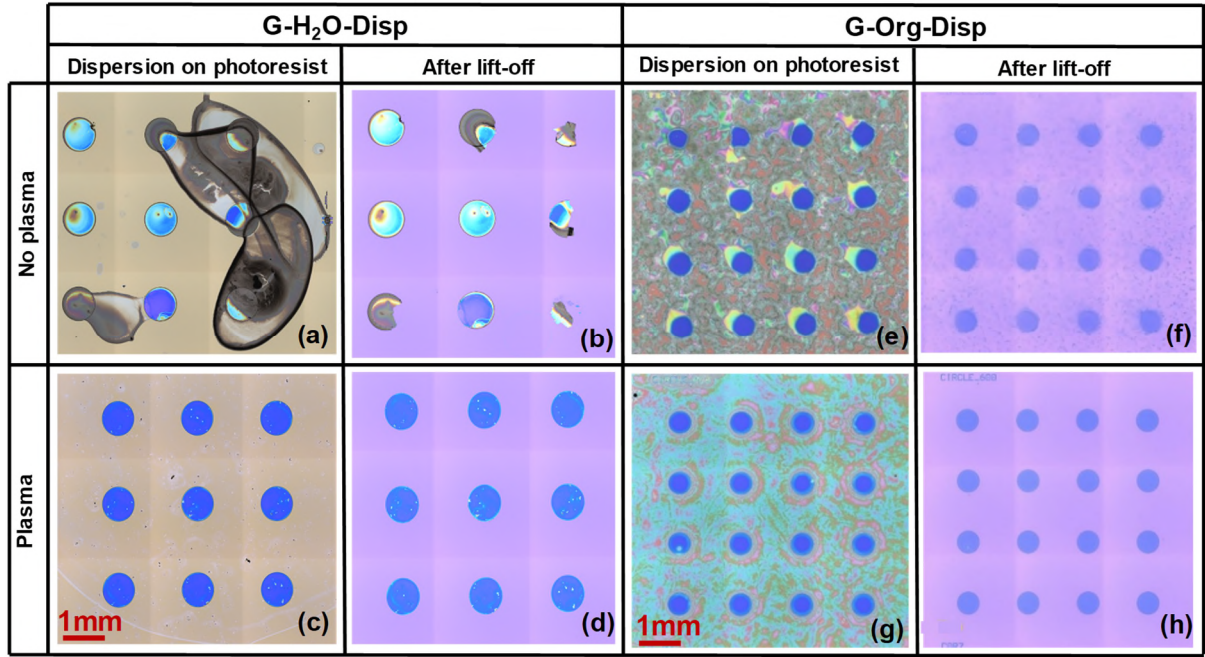 G-H₂O-Disp
G-Org-Disp
Dispersion on photoresist
After lift-off
Dispersion on photoresist
After lift-off
No plasma
(a)
(b)
(e)
(f)
Plasma
CIRCLE_600
1mm
(c)
(d)
1mm
(g)
(h)